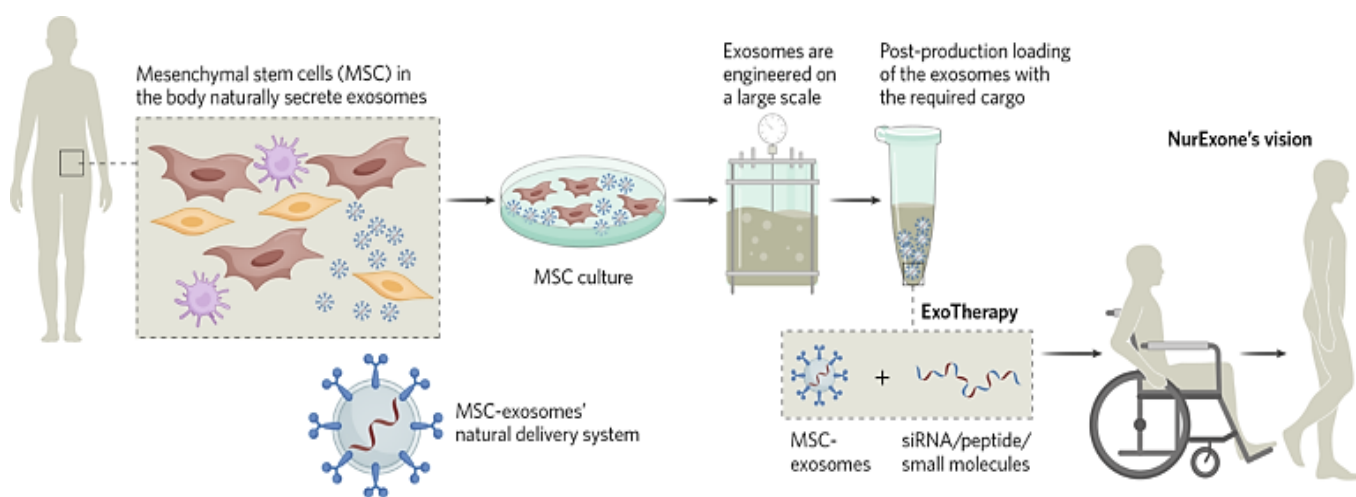 Mesenchymal stem cells (MSC) in
the body naturally secrete exosomes
MSC culture
Exosomes are
engineered on
a large scale
Post-production loading
of the exosomes with
the required cargo
NurExone's vision
ExoTherapy
+
MSC-
exosomes
siRNA/peptide/
small molecules
MSC-exosomes'
natural delivery system